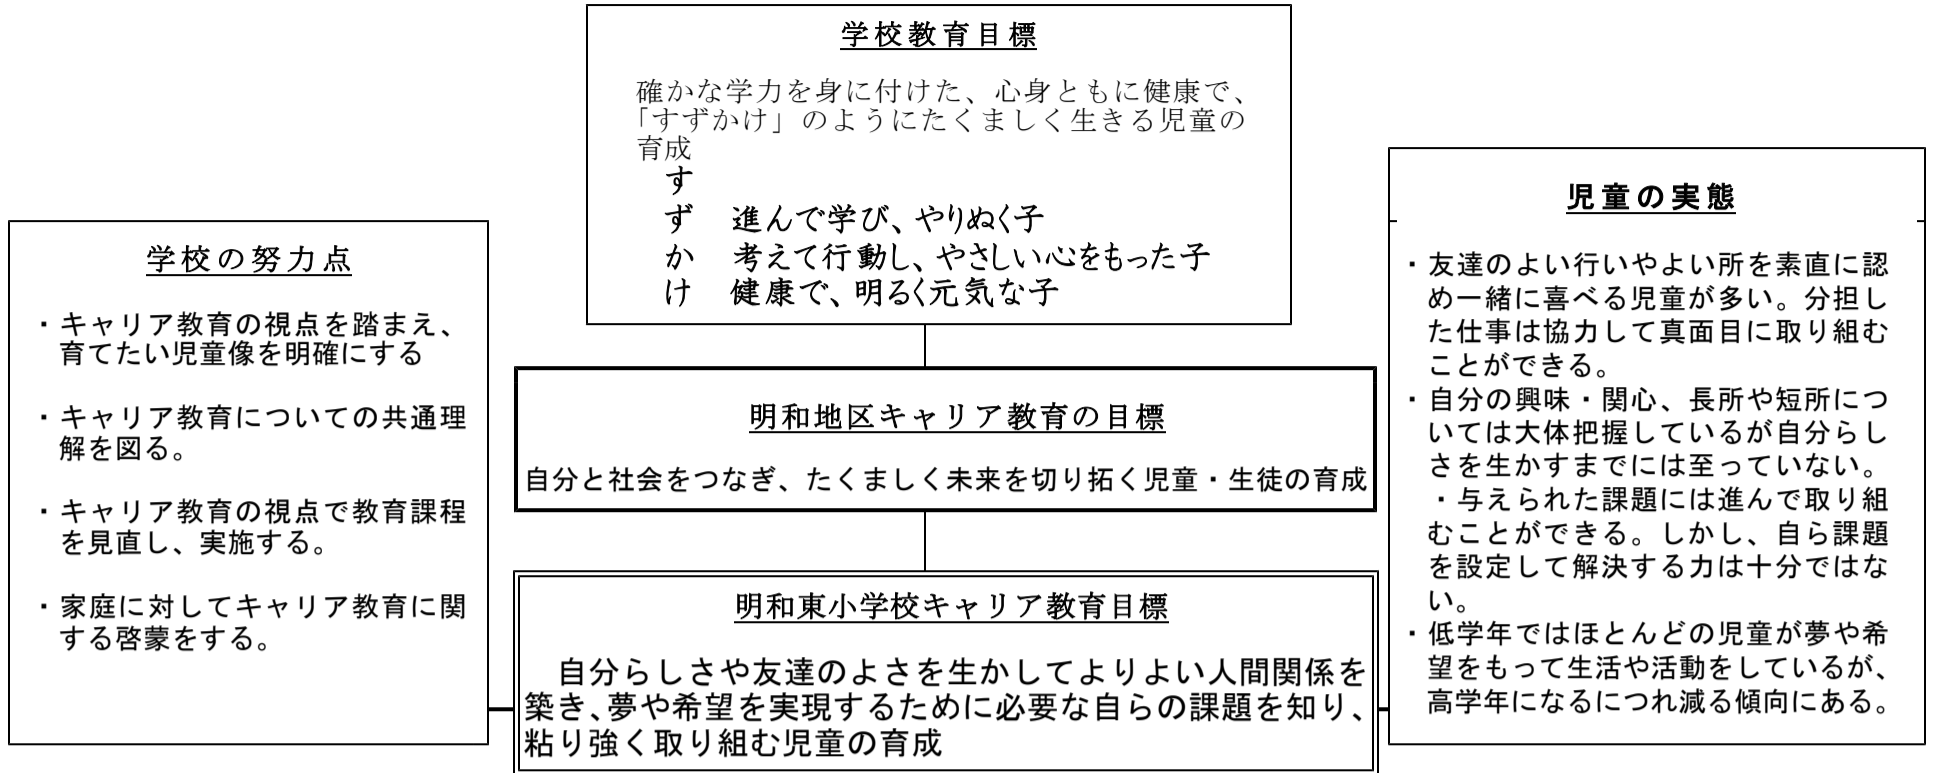 学校教育目標
確かな学力を身に付けた、心身ともに健康で、
「すずかけ」のようにたくましく生きる児童の
育成
す
ず 進んで学び、やりぬく子
か 考えて行動し、やさしい心をもった子
け 健康で、明るく元気な子
学校の努力点
・キャリア教育の視点を踏まえ、
育てたい児童像を明確にする
・キャリア教育についての共通理
解を図る。
・キャリア教育の視点で教育課程
を見直し、実施する。
・家庭に対してキャリア教育に関
する啓蒙をする。
明和地区キャリア教育の目標
自分と社会をつなぎ、たくましく未来を切り拓く児童・生徒の育成
明和東小学校キャリア教育目標
自分らしさや友達のよさを生かしてよりよい人間関係を
築き、夢や希望を実現するために必要な自らの課題を知り、
粘り強く取り組む児童の育成
児童の実態
・友達のよい行いやよい所を素直に認
め一緒に喜べる児童が多い。分担し
た仕事は協力して真面目に取り組む
ことができる。
・自分の興味・関心、長所や短所につ
いては大体把握しているが自分らし
さを生かすまでには至っていない。
・与えられた課題には進んで取り組
むことができる。しかし、自ら課題
を設定して解決する力は十分ではな
い。
・低学年ではほとんどの児童が夢や希
望をもって生活や活動をしているが、
高学年になるにつれ減る傾向にある。